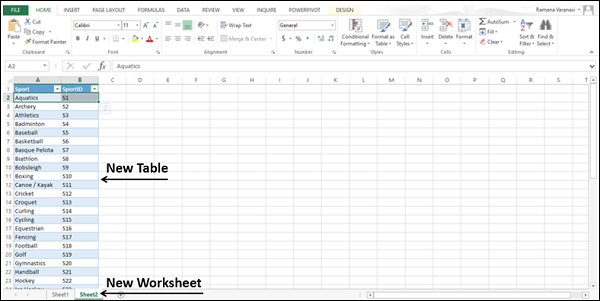 FILE HOME INSERT PAGE LAYOUT FORMULAS DATA REVIEW VIEW INQUIRE POWERPIVOT DESIGN Ramana Varanasi
Cut Calibri 11 Wrap Text General AutoSum
Copy Fill
Paste Format Painter B I U Merge & Center $ % Conditional Formatting Format as Table Cell Styles Insert Delete Format Clear Sort & Filter Find & Select
Clipboard Font Alignment Number Styles Cells Editing
A2 fx Aquatics
A B C D E F G H I J K L M N O P Q R S T
1 Sport SportID
2 Aquatics S1
3 Archery S2
4 Athletics S3
5 Badminton S4
6 Baseball S5
7 Basketball S6
8 Basque Pelota S7
9 Biathlon S8
10 Bobsleigh S9
11 Boxing S10
12 Canoe / Kayak S11
13 Cricket S12
14 Croquet S13
15 Curling S14
16 Cycling S15
17 Equestrian S16
18 Fencing S17
19 Football S18
20 Golf S19
21 Gymnastics S20
22 Handball S21
23 Hockey S22
New Table
New Worksheet
Sheet1 Sheet2